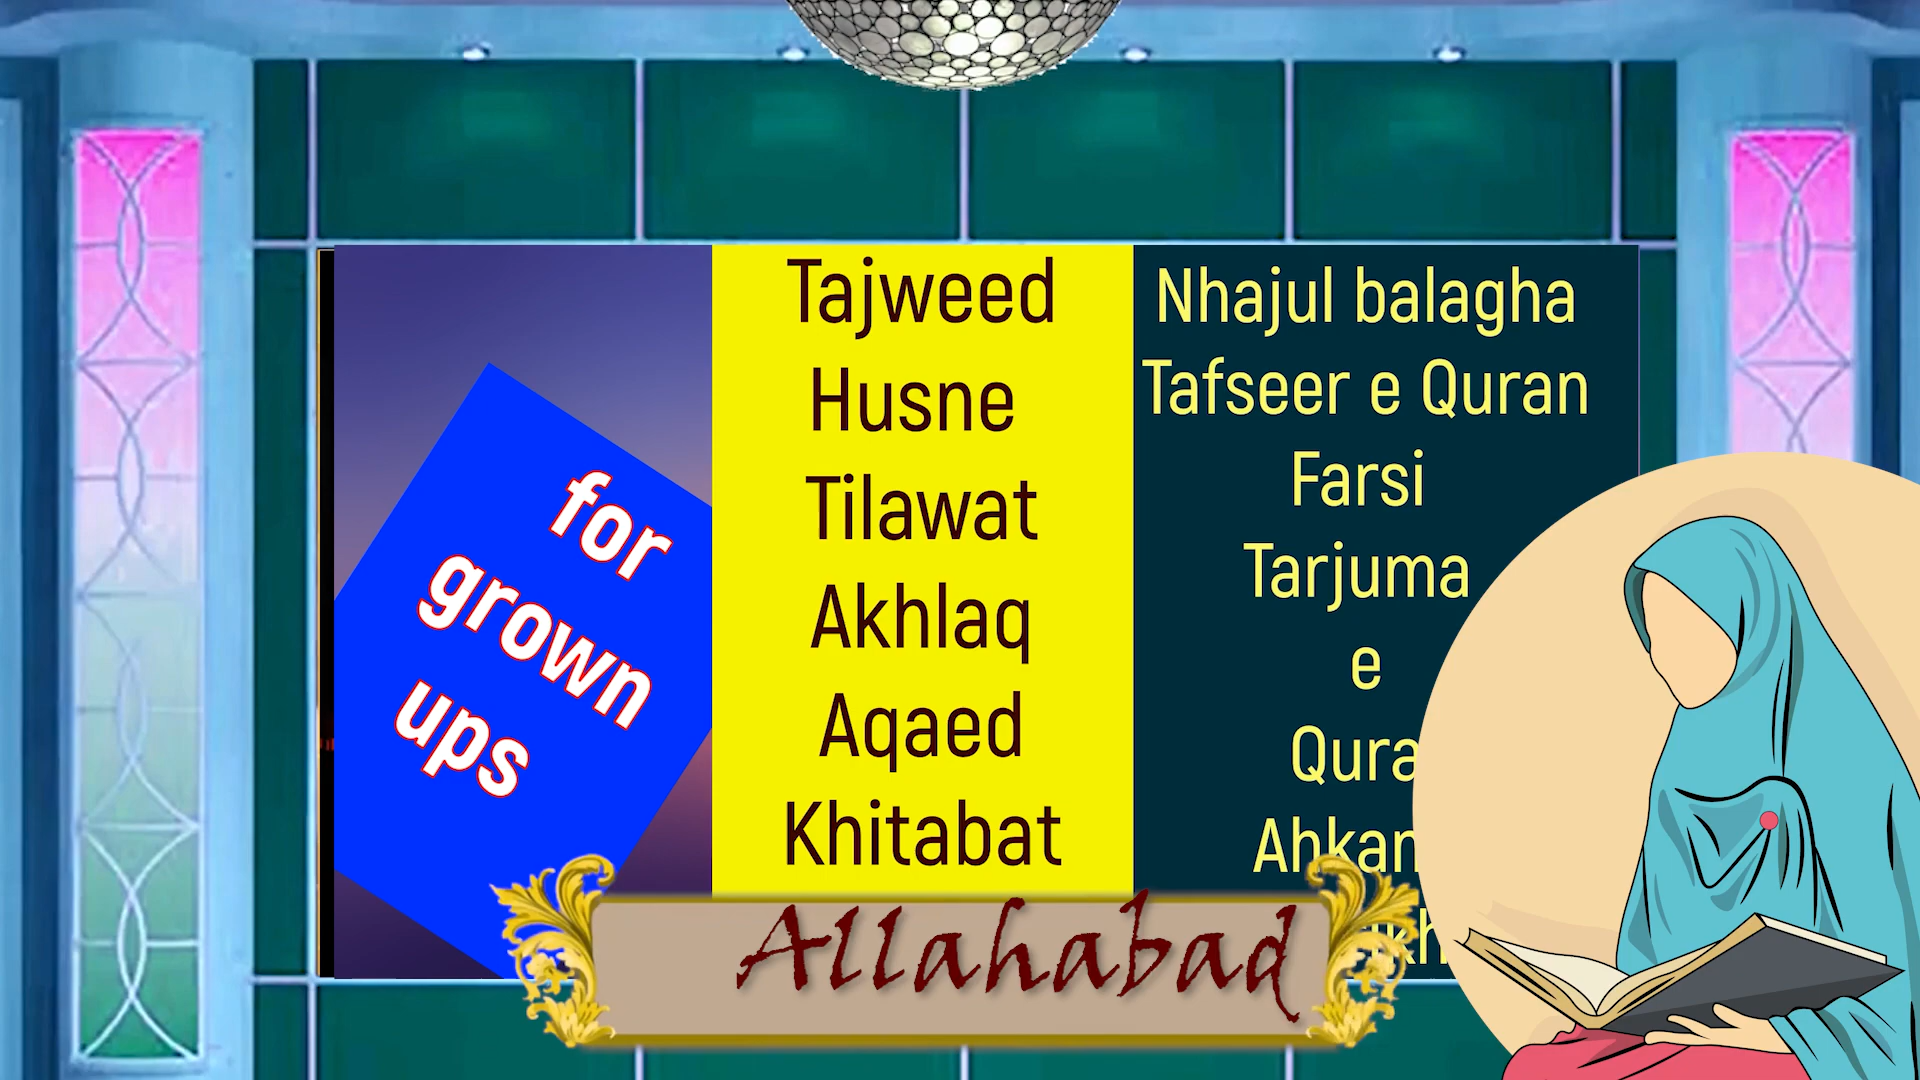 for
grown
ups
Tajweed
Husne
Tilawat
Akhlaq
Aqaed
Khitabat
Nhajul balagha
Tafseer e Quran
Farsi
Tarjuma
e
Allahabad